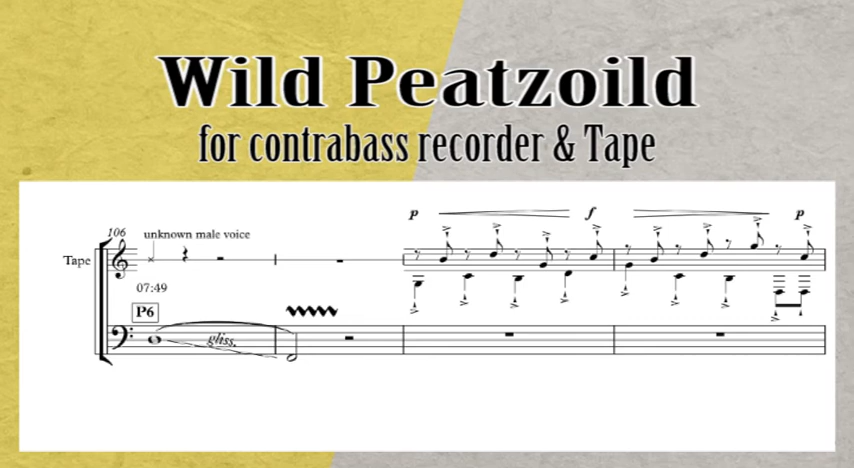 Wild Peatzoild
for contrabass recorder & Tape
p f p
106 unknown male voice
Tape
07:49
P6
gliss.